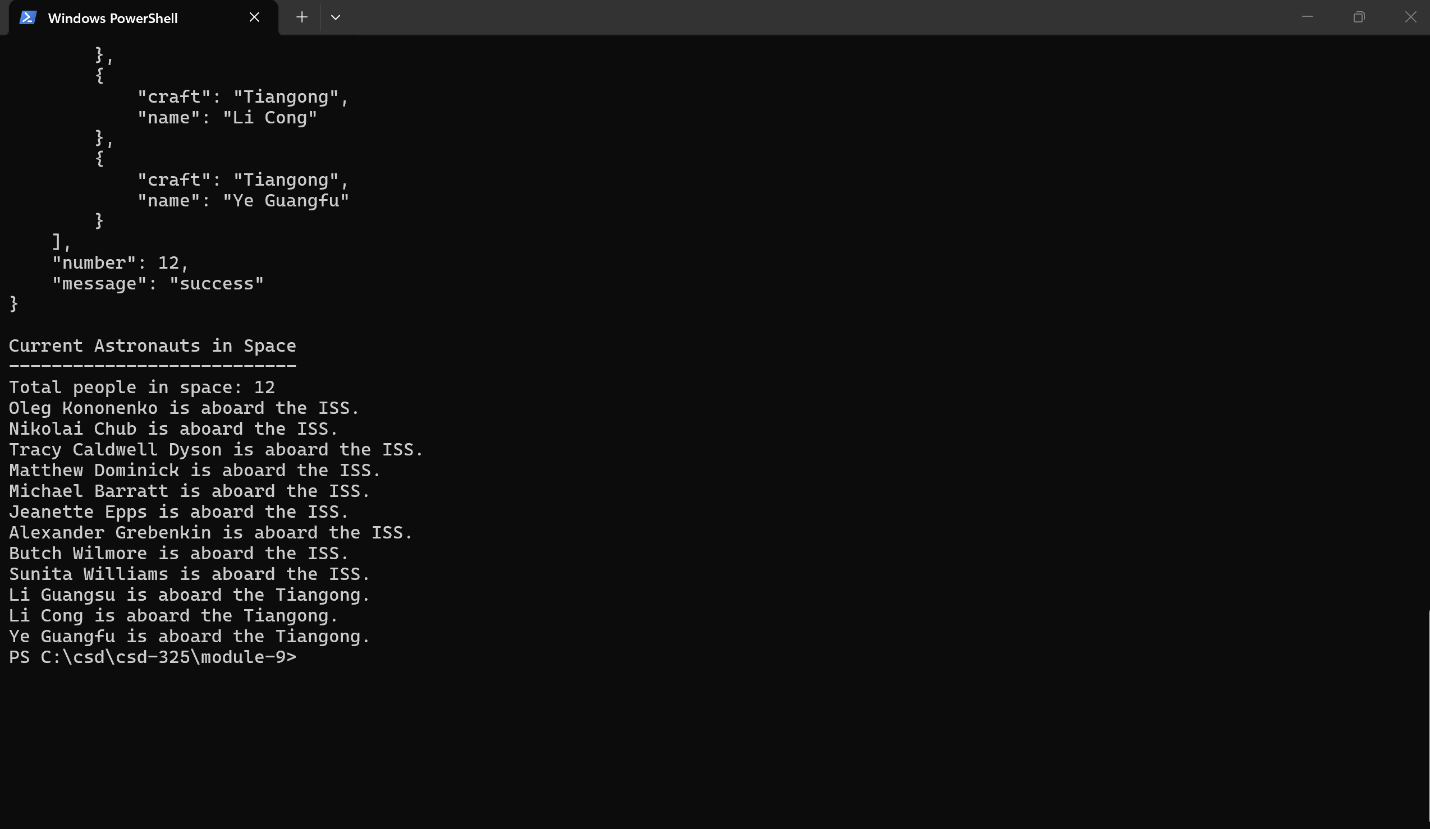 Windows PowerShell
        },
        {
            "craft": "Tiangong",
            "name": "Li Cong"
        },
        {
            "craft": "Tiangong",
            "name": "Ye Guangfu"
        }
    ],
    "number": 12,
    "message": "success"
}

Current Astronauts in Space
---------------------------
Total people in space: 12
Oleg Kononenko is aboard the ISS.
Nikolai Chub is aboard the ISS.
Tracy Caldwell Dyson is aboard the ISS.
Matthew Dominick is aboard the ISS.
Michael Barratt is aboard the ISS.
Jeanette Epps is aboard the ISS.
Alexander Grebenkin is aboard the ISS.
Butch Wilmore is aboard the ISS.
Sunita Williams is aboard the ISS.
Li Guangsu is aboard the Tiangong.
Li Cong is aboard the Tiangong.
Ye Guangfu is aboard the Tiangong.
PS C:\csd\csd-325\module-9>